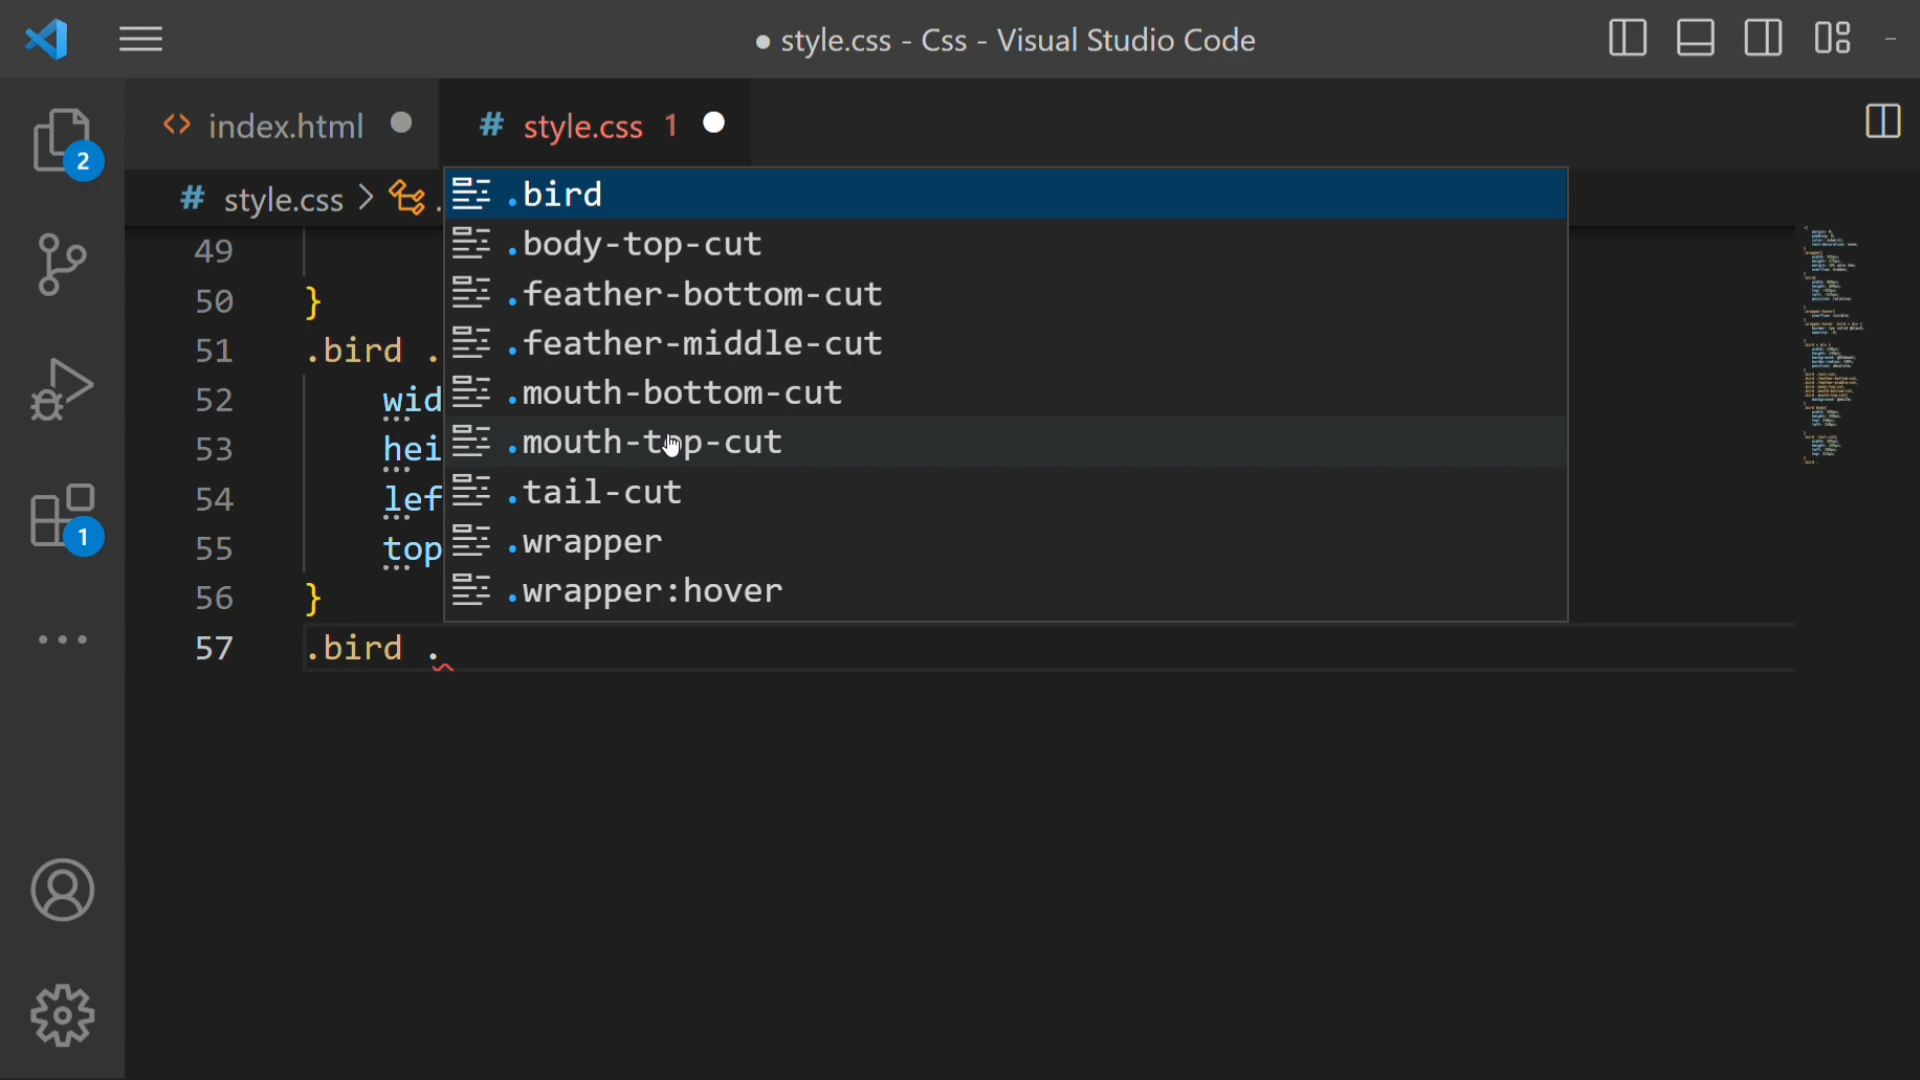 ● style.css - Css - Visual Studio Code
index.html
# style.css 1
2
# style.css > .
.bird
.body-top-cut
.feather-bottom-cut
.feather-middle-cut
.mouth-bottom-cut
.mouth-top-cut
.tail-cut
.wrapper
.wrapper:hover
49
50 }
51 .bird .
52 wid
53 hei
54 lef
55 top
56 }
57 .bird .
1